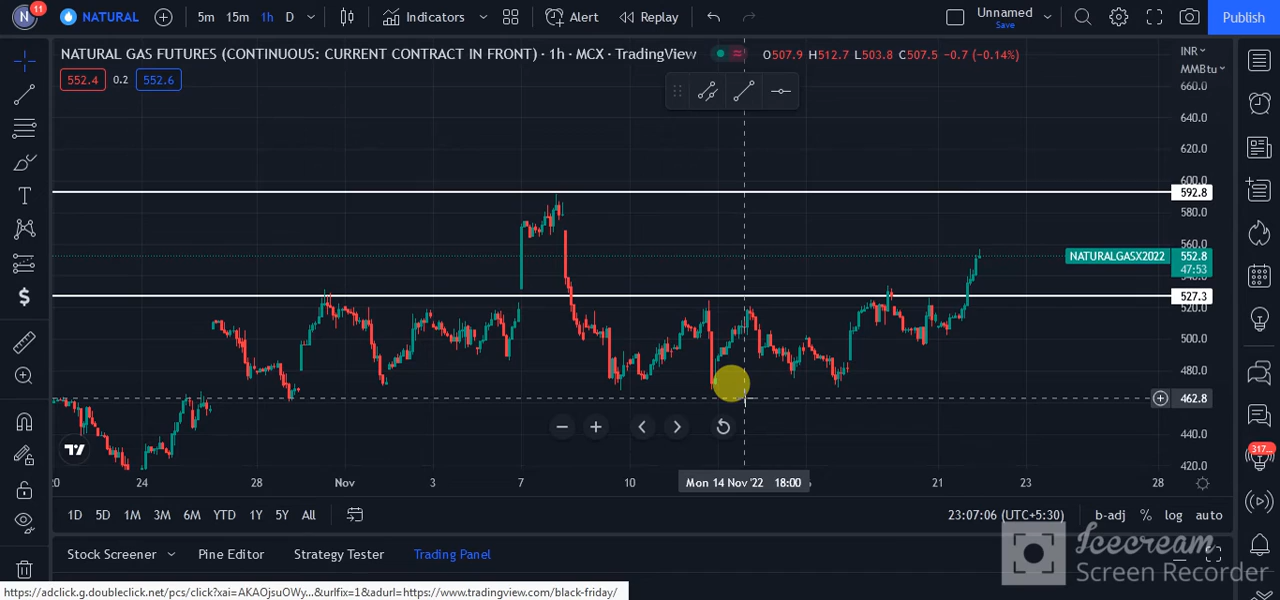 N 11 NATURAL 5m 15m 1h D Indicators Alert Replay Unnamed Save Publish
NATURAL GAS FUTURES (CONTINUOUS: CURRENT CONTRACT IN FRONT) · 1h · MCX · TradingView O507.9 H512.7 L503.8 C507.5 -0.7 (-0.14%) INR
MMBtu
552.4 0.2 552.6
660.0
640.0
620.0
600.0
592.8
580.0
560.0
NATURALGASX2022 552.8
47:53
540.0
527.3
520.0
500.0
480.0
462.8
440.0
420.0
20 24 28 Nov 3 7 10 Mon 14 Nov '22 18:00 21 23 28
1D 5D 1M 3M 6M YTD 1Y 5Y All 23:07:06 (UTC+5:30) b-adj % log auto
317
Stock Screener Pine Editor Strategy Tester Trading Panel
Icecream
Screen Recorder
https://adclick.g.doubleclick.net/pcs/click?xai=AKAOjsuOWy...&urlfix=1&adurl=https://www.tradingview.com/black-friday/